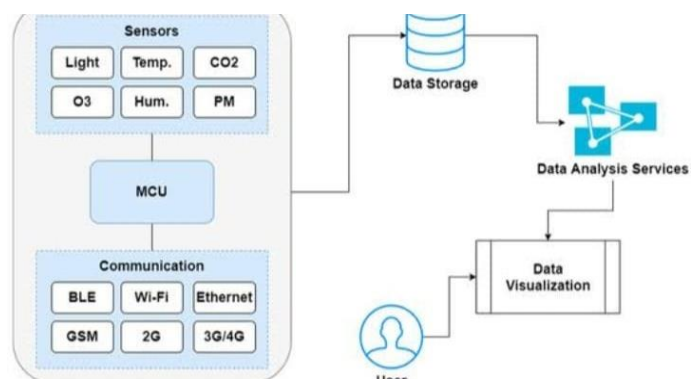 Sensors
Light
Temp.
CO2
O3
Hum.
PM
MCU
Communication
BLE
Wi-Fi
Ethernet
GSM
2G
3G/4G
Data Storage
Data Analysis Services
Data
Visualization
User